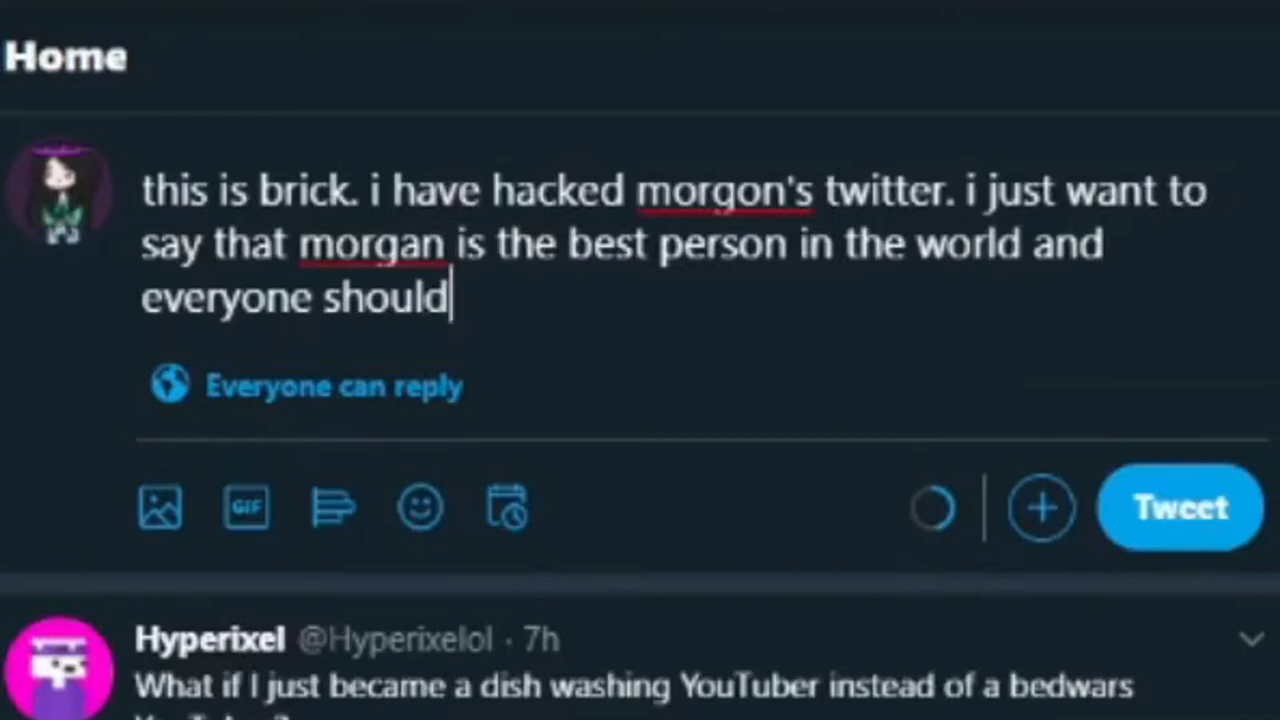 Home
this is brick. i have hacked morgon's twitter. i just want to
say that morgan is the best person in the world and
everyone should
Everyone can reply
GIF
Tweet
Hyperixel @Hyperixelol · 7h
What if I just became a dish washing YouTuber instead of a bedwars